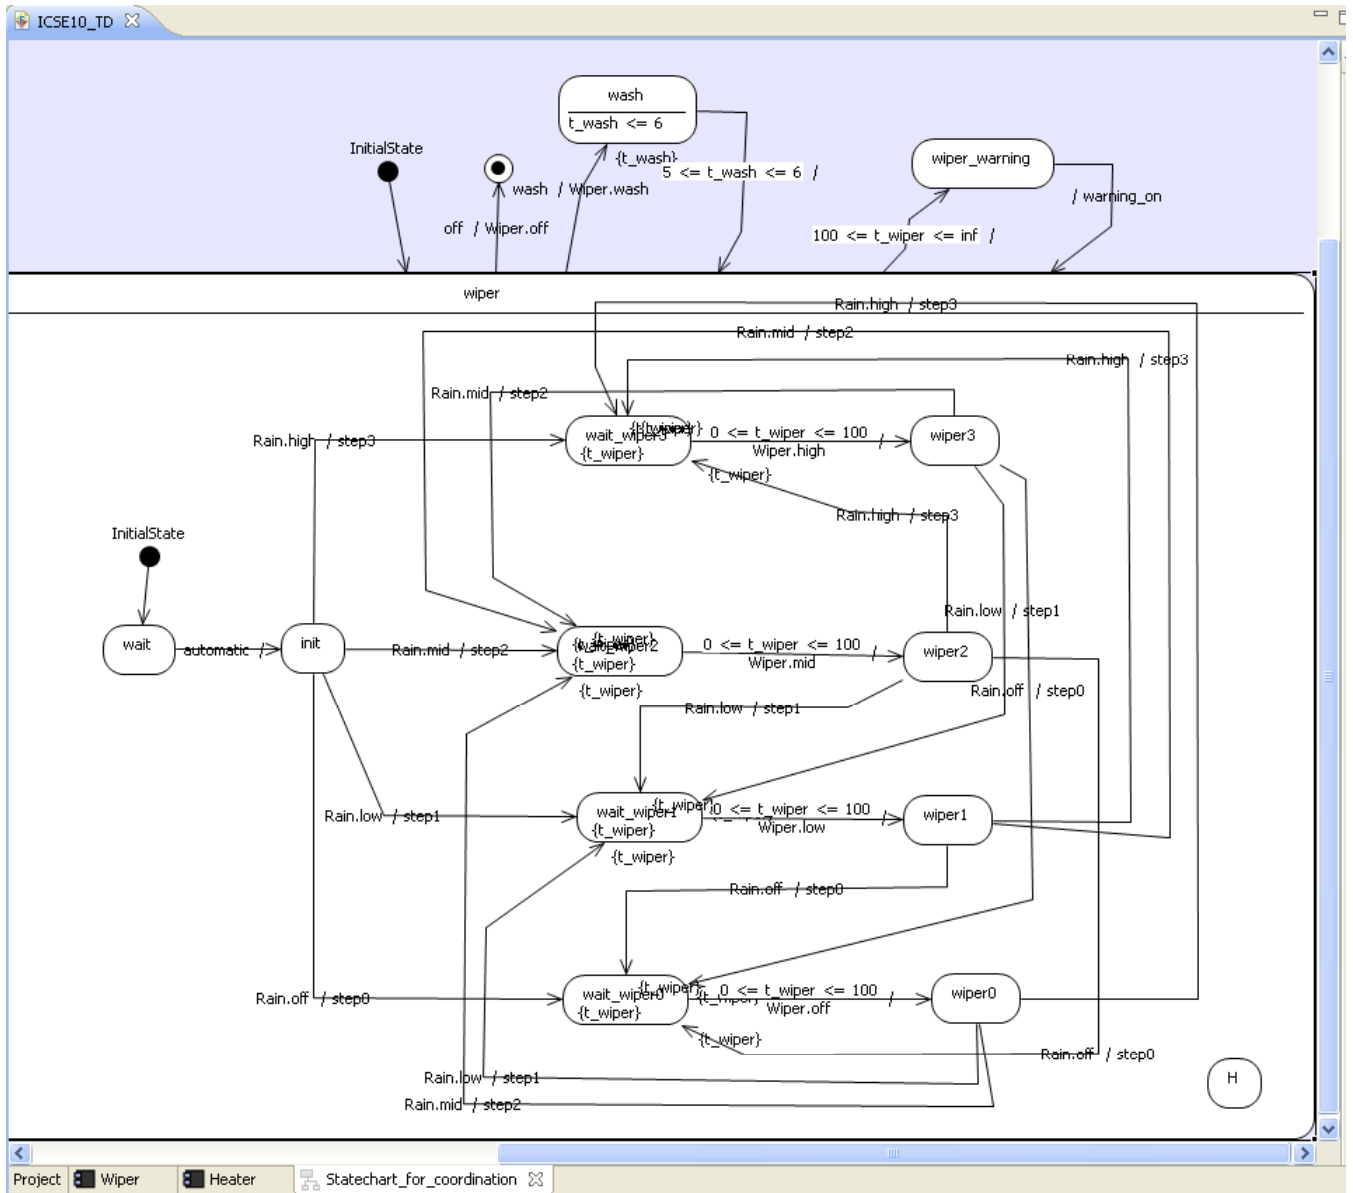 ICSE10_TD
wash
t_wash <= 6
InitialState
{t_wash}
wiper_warning
5 <= t_wash <= 6 /
wash / Wiper.wash
/ warning_on
off / Wiper.off
100 <= t_wiper <= inf /
wiper
Rain.high / step3
Rain.mid / step2
Rain.high / step3
Rain.mid / step2
wait_wiper3
{t_wiper}
0 <= t_wiper <= 100 /
Wiper.high
wiper3
Rain.high / step3
{t_wiper}
Rain.high / step3
InitialState
Rain.low / step1
wait
automatic /
init
Rain.mid / step2
{t_wiper}
wait_wiper2
{t_wiper}
0 <= t_wiper <= 100 /
Wiper.mid
wiper2
{t_wiper}
Rain.off / step0
Rain.low / step1
wait_wiper1
{t_wiper}
{t_wiper}
0 <= t_wiper <= 100 /
Wiper.low
wiper1
Rain.low / step1
{t_wiper}
Rain.off / step0
wait_wiper0
{t_wiper}
{t_wiper}
{t_wiper}
0 <= t_wiper <= 100 /
Wiper.off
wiper0
Rain.off / step0
{t_wiper}
Rain.off / step0
Rain.low / step1
H
Rain.mid / step2
Project
Wiper
Heater
Statechart_for_coordination